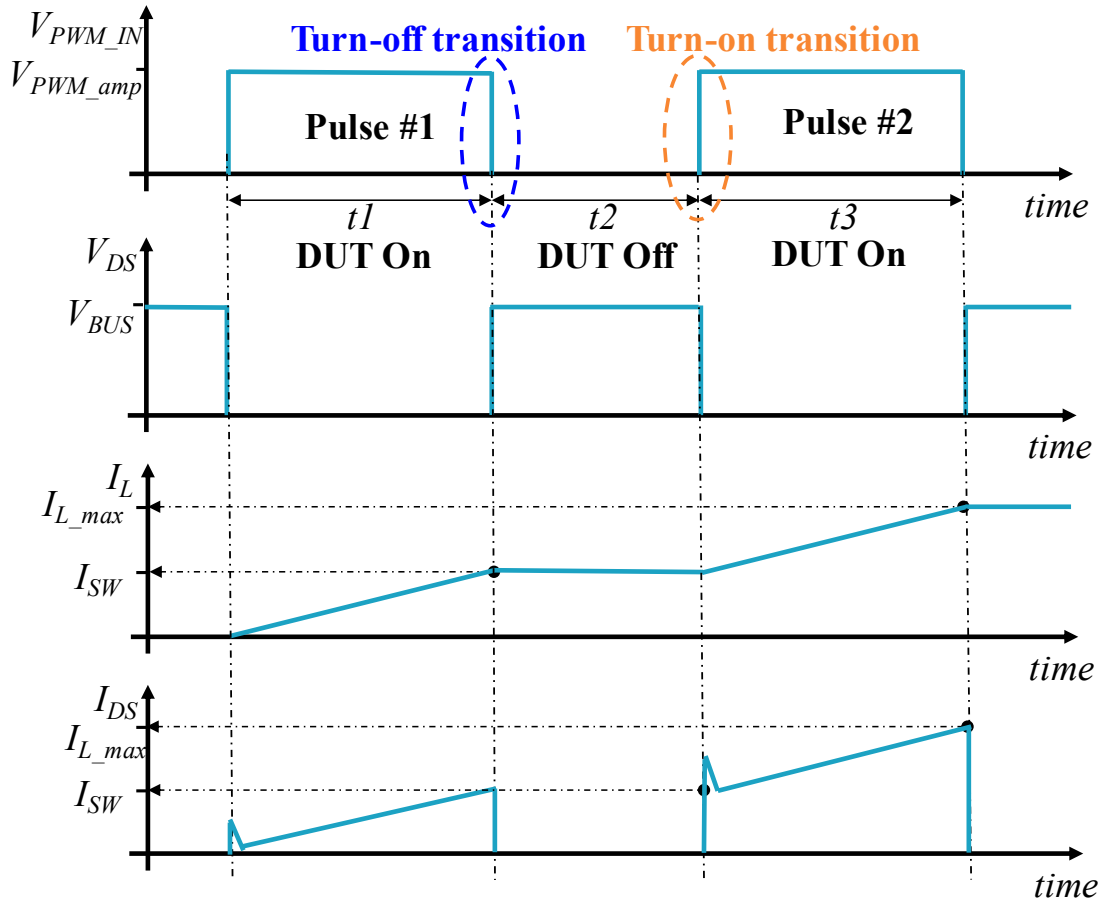 V_PWM_IN
Turn-off transition
Turn-on transition
V_PWM_amp
Pulse #1
Pulse #2
t1
t2
t3
time
V_DS
DUT On
DUT Off
DUT On
V_BUS
time
I_L
I_L_max
I_SW
time
I_DS
I_L_max
I_SW
time